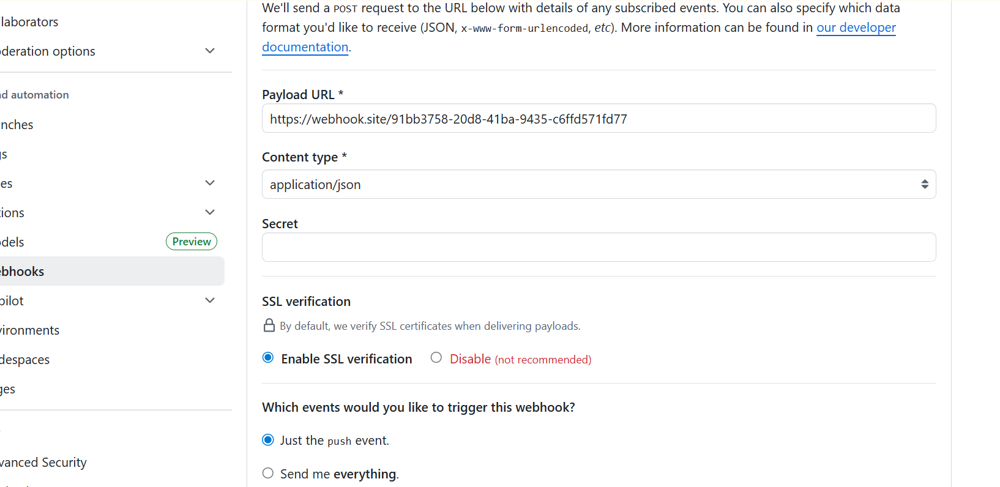 We'll send a POST request to the URL below with details of any subscribed events. You can also specify which data
format you'd like to receive (JSON, x-www-form-urlencoded, etc). More information can be found in our developer
documentation.
laborators
deration options
d automation
nches
s
es
ions
dels
Preview
bhooks
pilot
vironments
despaces
ges
vanced Security
Payload URL *
https://webhook.site/91bb3758-20d8-41ba-9435-c6ffd571fd77
Content type *
application/json
Secret
SSL verification
By default, we verify SSL certificates when delivering payloads.
Enable SSL verification
Disable (not recommended)
Which events would you like to trigger this webhook?
Just the push event.
Send me everything.